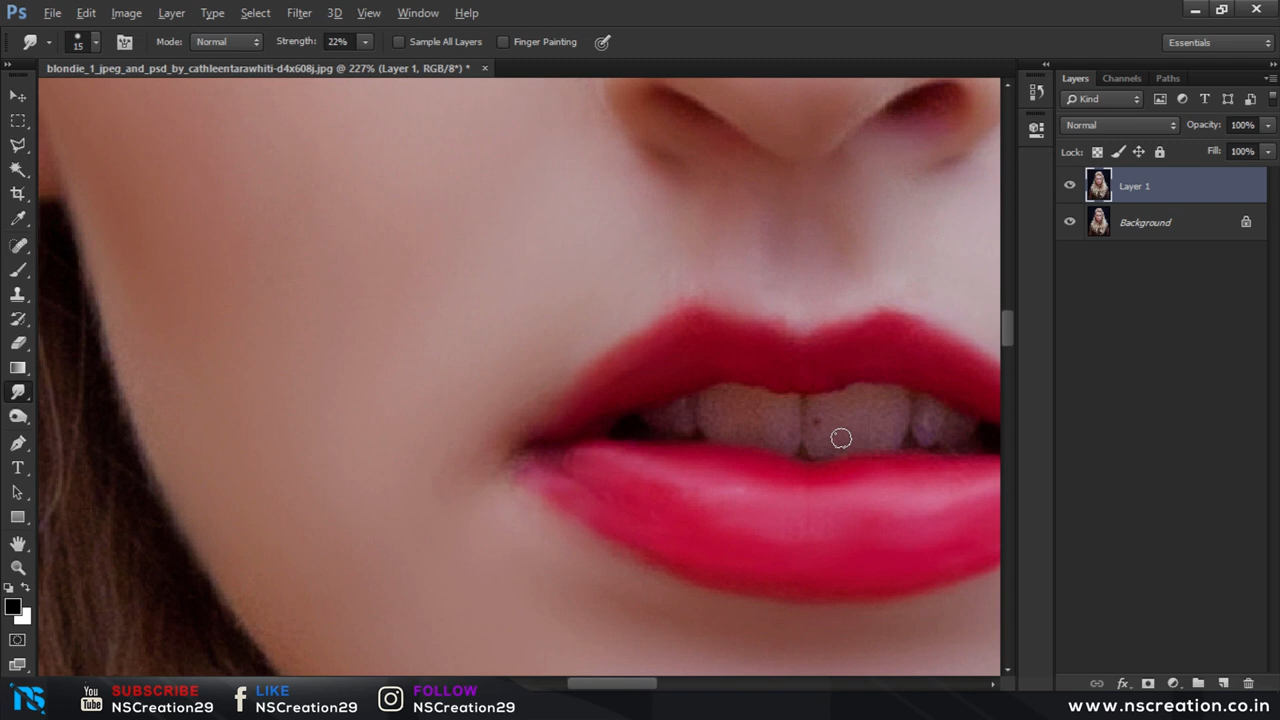 Ps File Edit Image Layer Type Select Filter 3D View Window Help
15 Mode: Normal Strength: 22% Sample All Layers Finger Painting Essentials
blondie_1_jpeg_and_psd_by_cathleentarawhiti-d4x608j.jpg @ 227% (Layer 1, RGB/8*) *
Layers Channels Paths
Kind
Normal Opacity: 100%
Lock: Fill: 100%
Layer 1
Background
You Tube SUBSCRIBE NSCreation29
LIKE NSCreation29
FOLLOW NSCreation29
www.nscreation.co.in